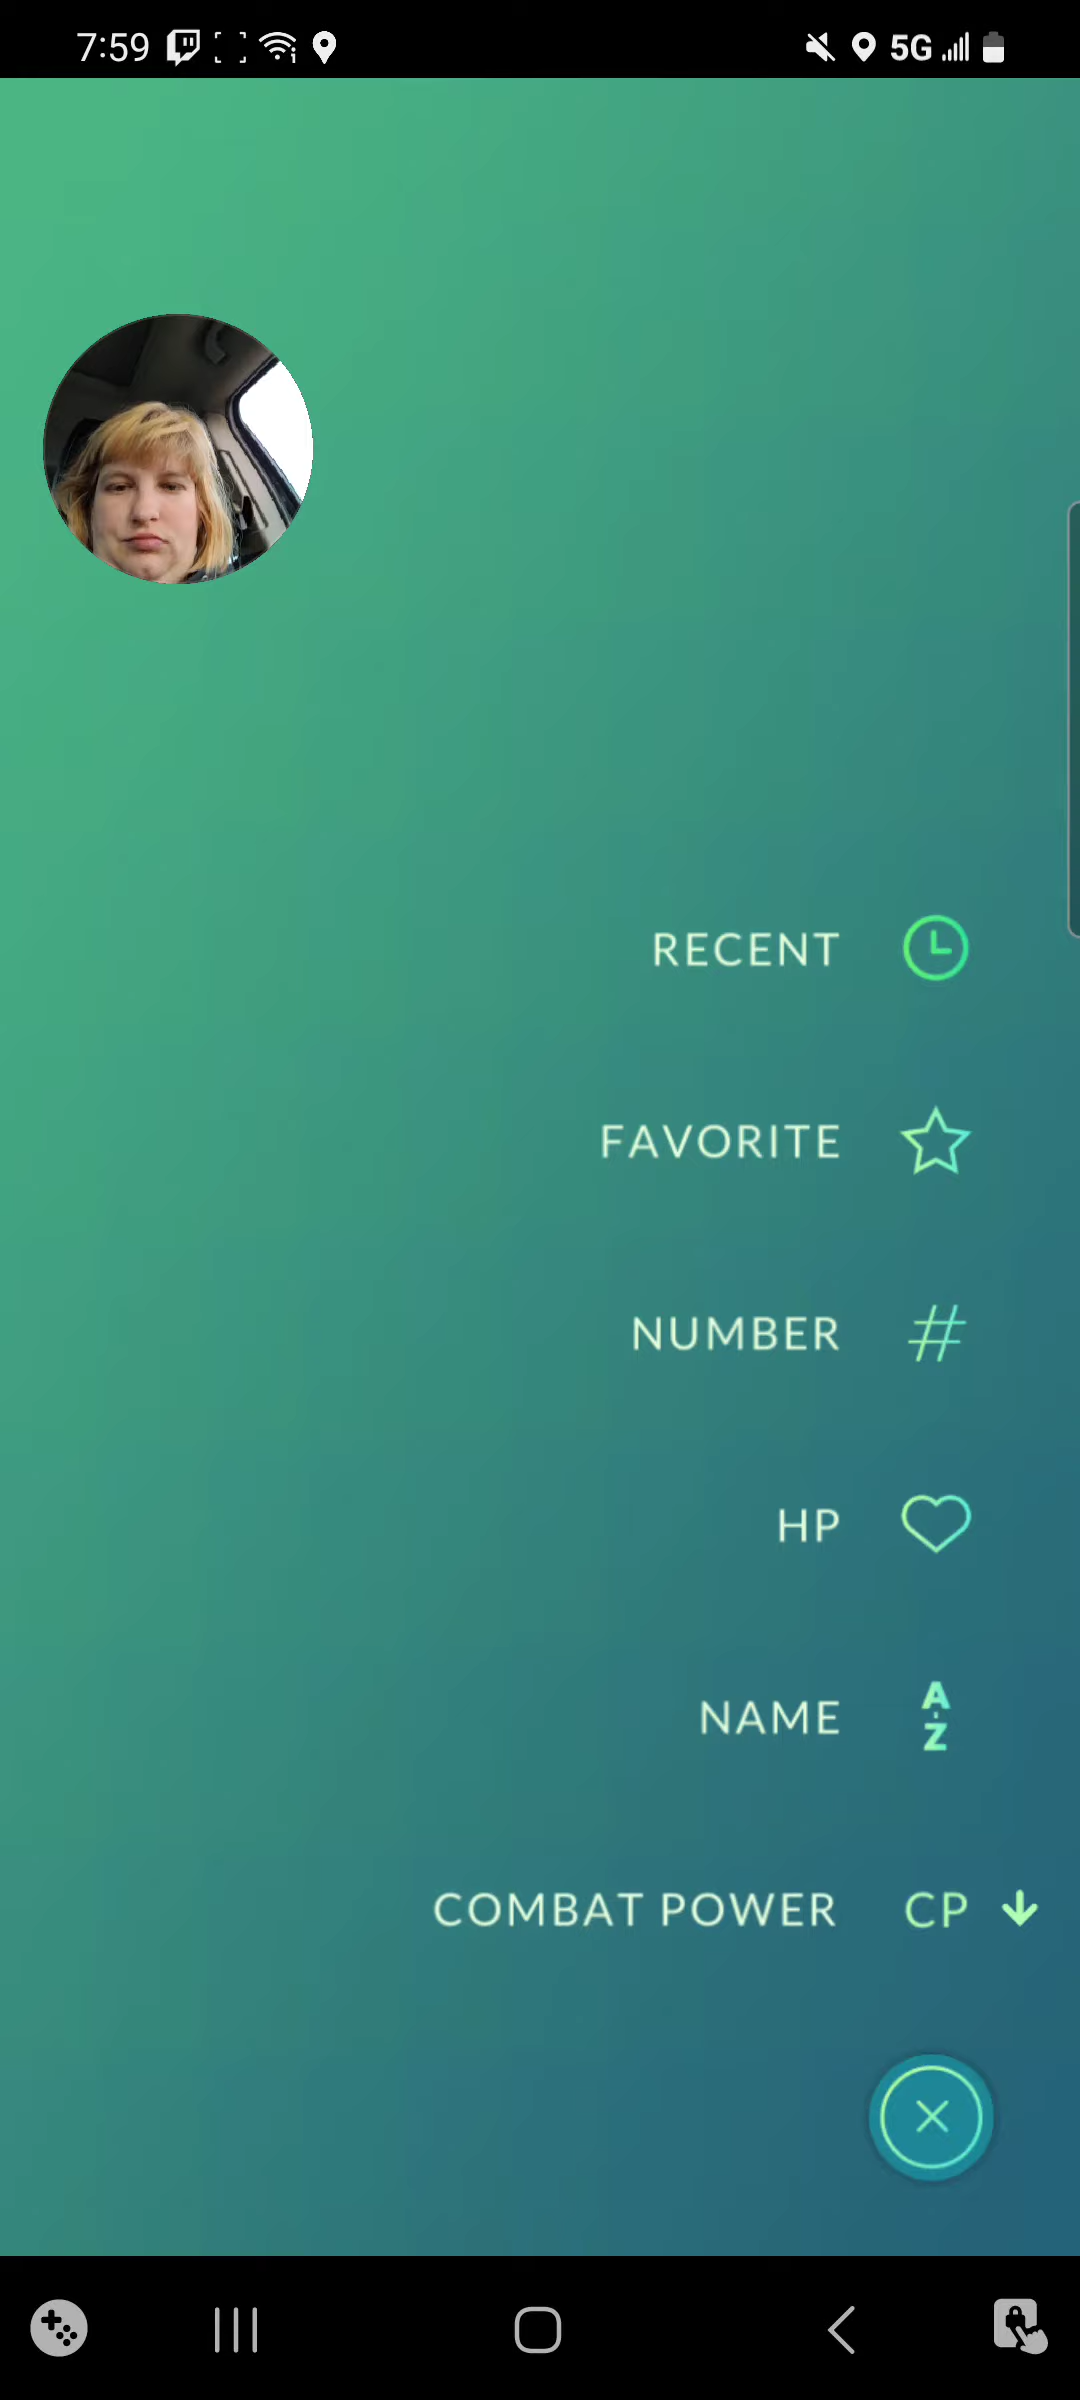 7:59 5G
RECENT
FAVORITE
#
NUMBER
HP
NAME A-Z
COMBAT POWER CP